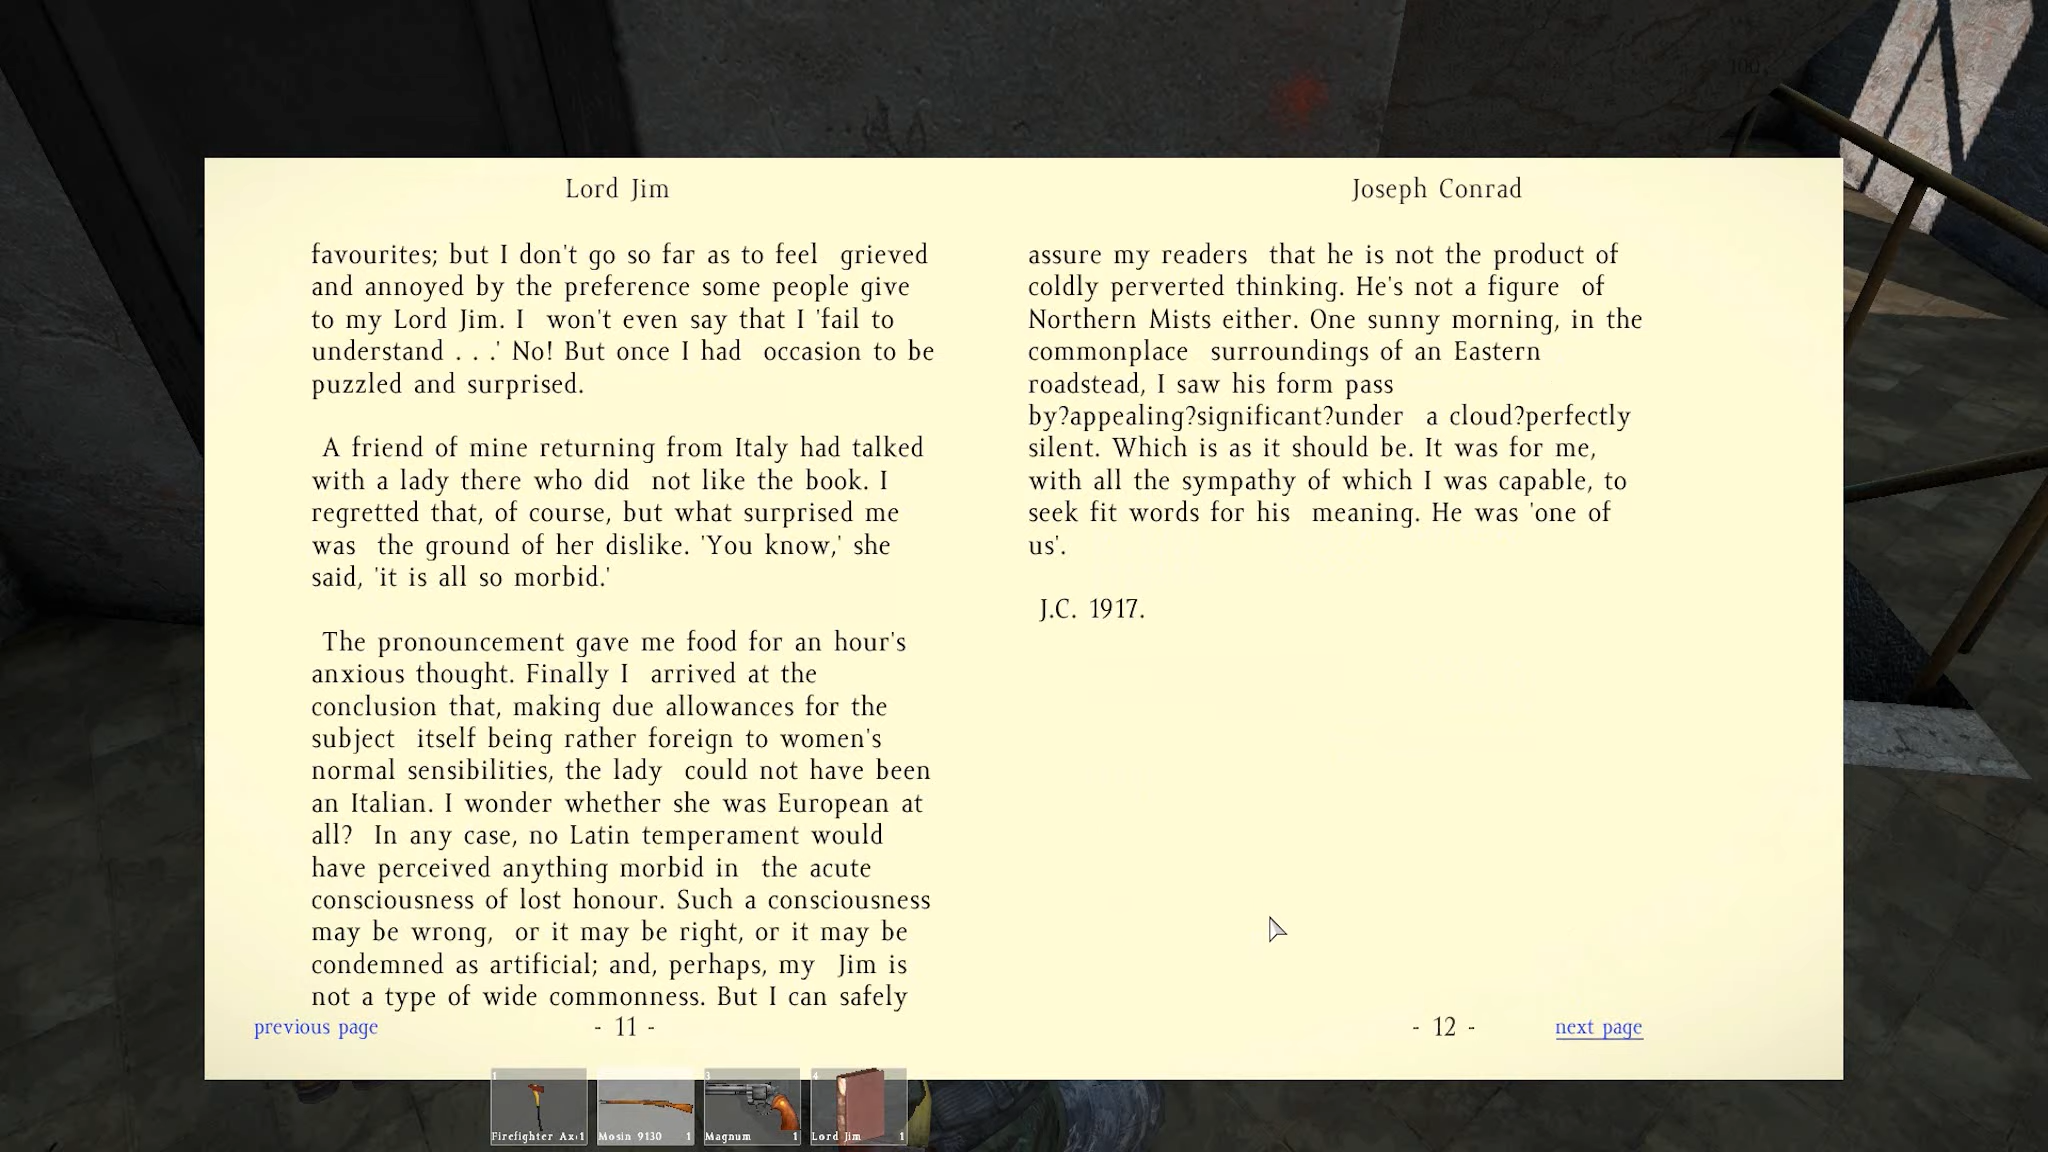 Lord Jim
favourites; but I don't go so far as to feel  grieved
and annoyed by the preference some people give
to my Lord Jim. I  won't even say that I 'fail to
understand . . .' No! But once I had  occasion to be
puzzled and surprised.
A friend of mine returning from Italy had talked
with a lady there who did  not like the book. I
regretted that, of course, but what surprised me
was  the ground of her dislike. 'You know,' she
said, 'it is all so morbid.'
The pronouncement gave me food for an hour's
anxious thought. Finally I  arrived at the
conclusion that, making due allowances for the
subject  itself being rather foreign to women's
normal sensibilities, the lady  could not have been
an Italian. I wonder whether she was European at
all?  In any case, no Latin temperament would
have perceived anything morbid in  the acute
consciousness of lost honour. Such a consciousness
may be wrong,  or it may be right, or it may be
condemned as artificial; and, perhaps, my  Jim is
not a type of wide commonness. But I can safely
previous page
- 11 -
Joseph Conrad
assure my readers  that he is not the product of
coldly perverted thinking. He's not a figure  of
Northern Mists either. One sunny morning, in the
commonplace  surroundings of an Eastern
roadstead, I saw his form pass
by?appealing?significant?under  a cloud?perfectly
silent. Which is as it should be. It was for me,
with all the sympathy of which I was capable, to
seek fit words for his  meaning. He was 'one of
us'.
J.C. 1917.
- 12 -
next page
100
1
Firefighter Ax 1
Mosin 9130 1
3
Magnum 1
4
Lord Jim 1